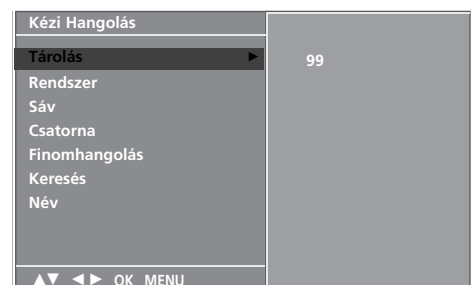 Kézi Hangolás
Tárolás ► 99
Rendszer
Sáv
Csatorna
Finomhangolás
Keresés
Név
▲▼ ◄► OK MENU